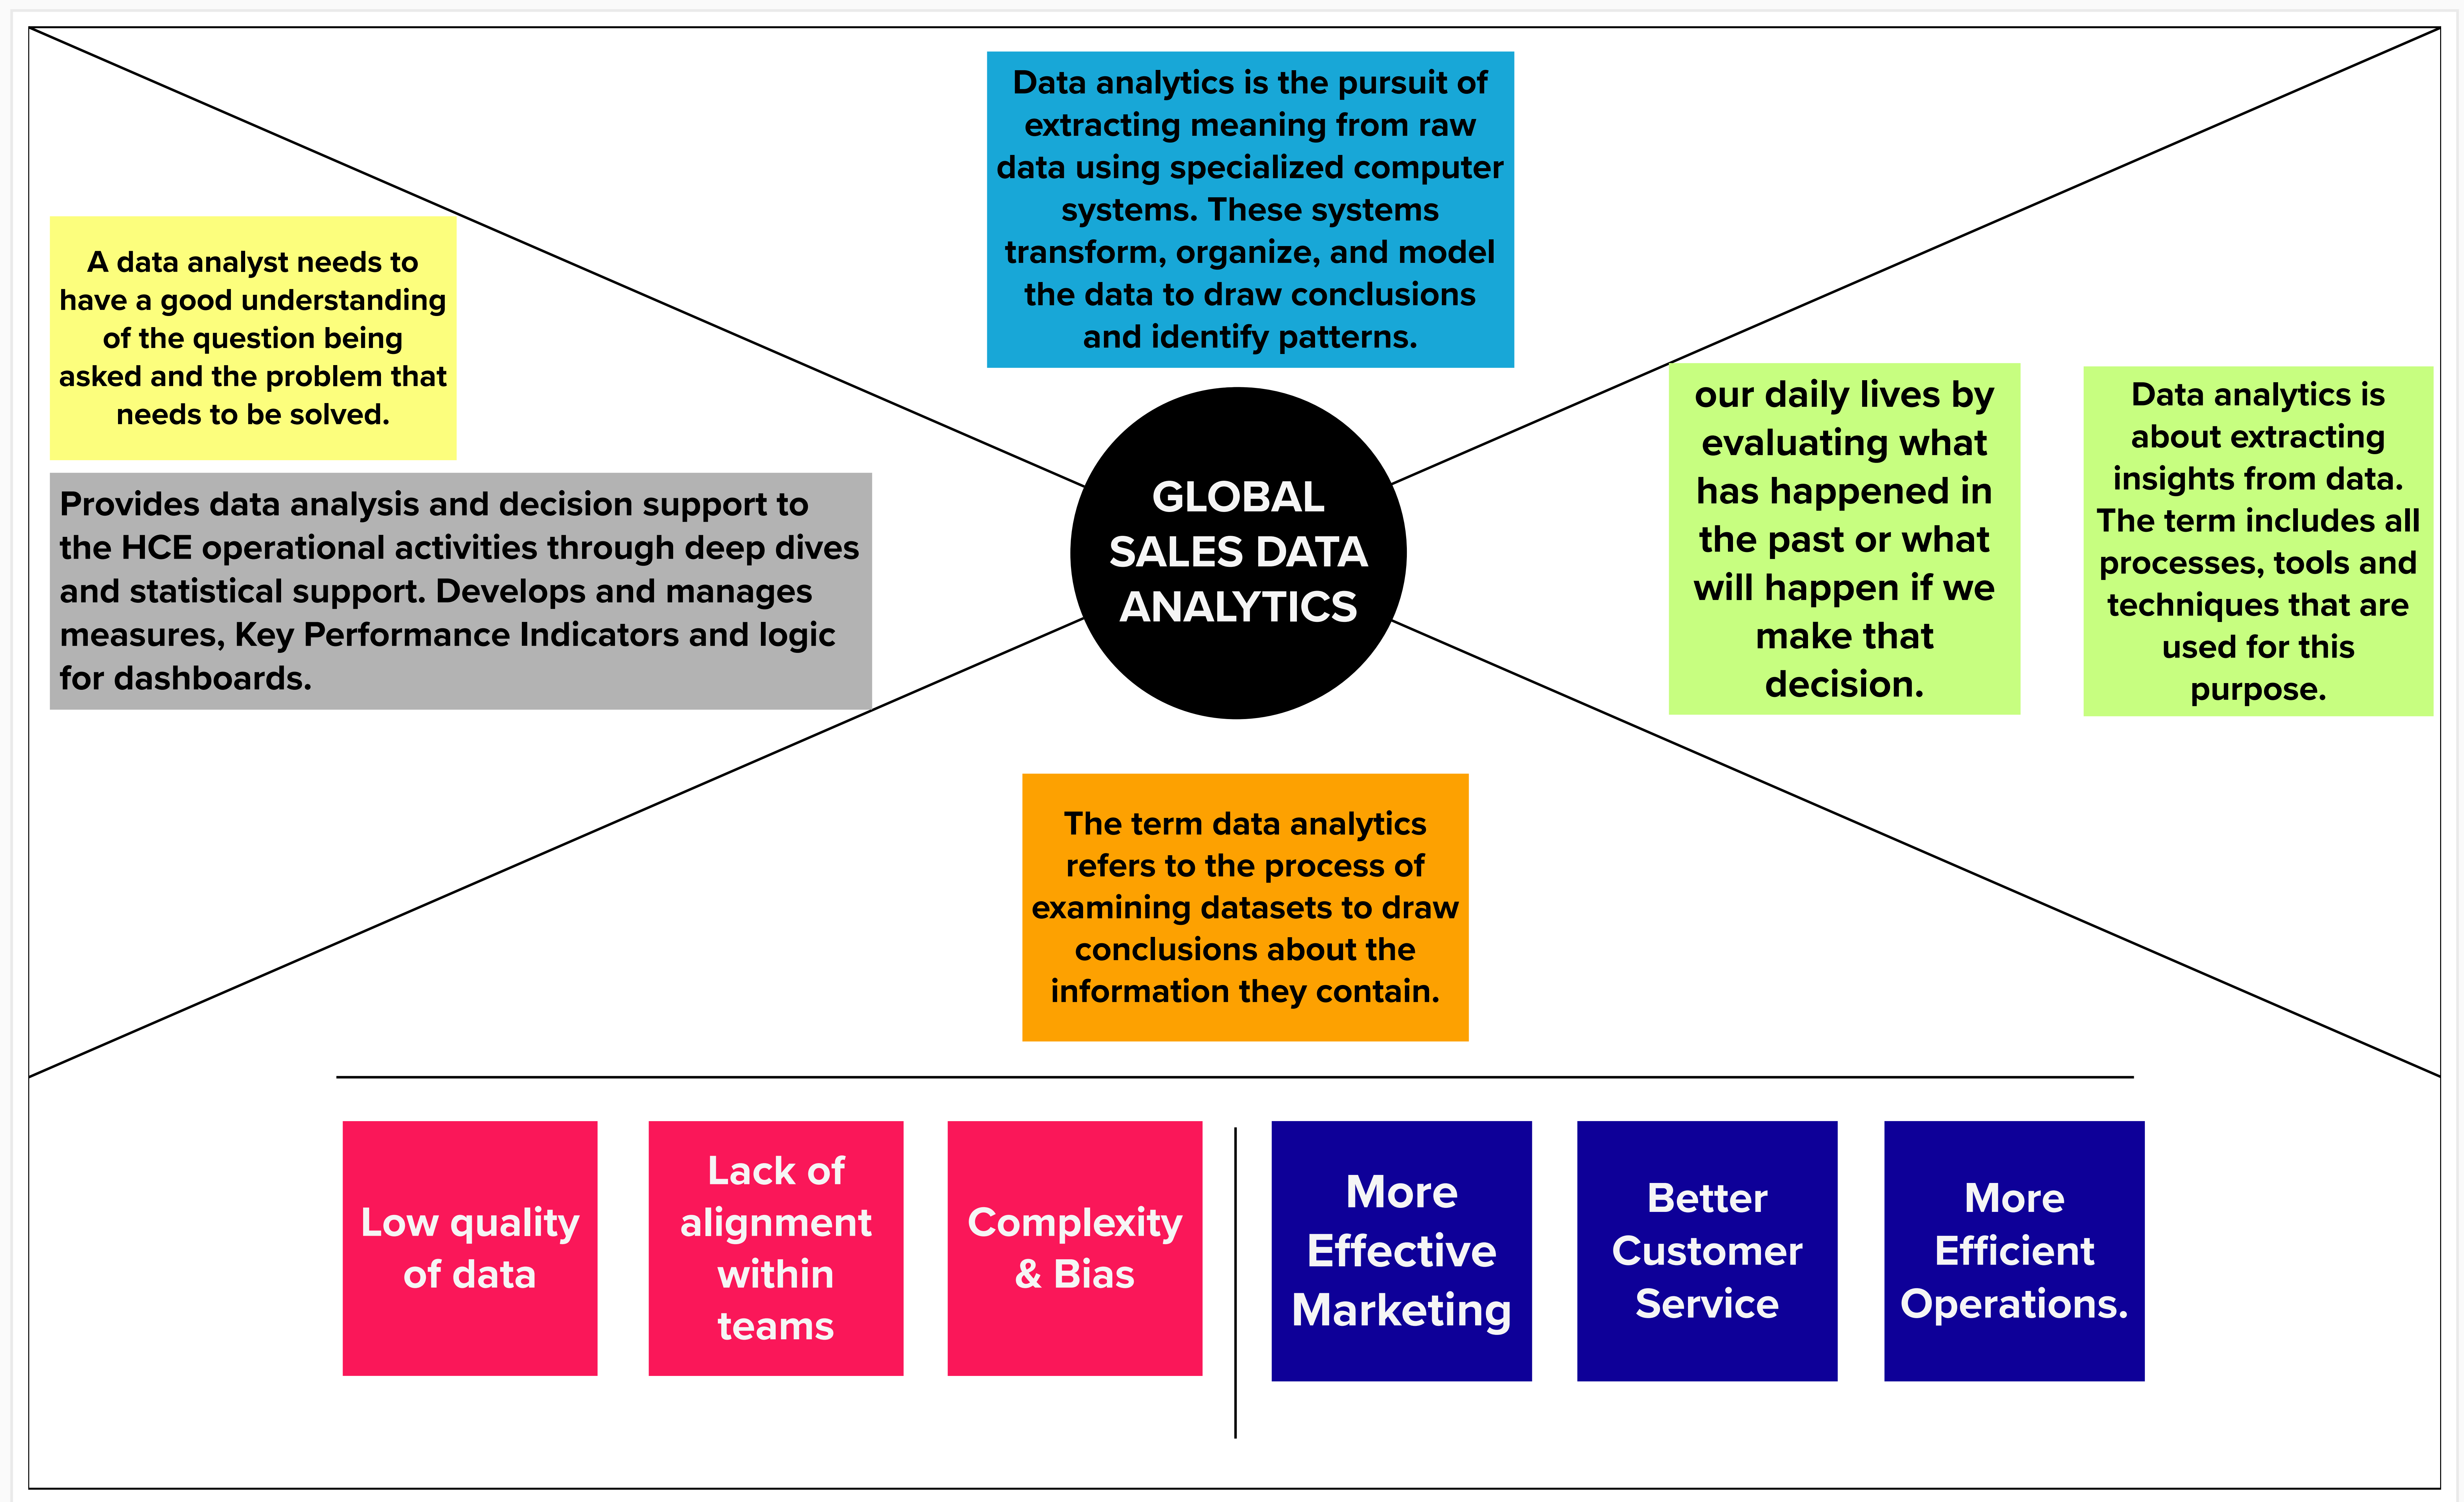 Data analytics is the pursuit of
extracting meaning from raw
data using specialized computer
systems. These systems
transform, organize, and model
the data to draw conclusions
and identify patterns.
A data analyst needs to
have a good understanding
of the question being
asked and the problem that
needs to be solved.
Provides data analysis and decision support to
the HCE operational activities through deep dives
and statistical support. Develops and manages
measures, Key Performance Indicators and logic
for dashboards.
GLOBAL
SALES DATA
ANALYTICS
our daily lives by
evaluating what
has happened in
the past or what
will happen if we
make that
decision.
Data analytics is
about extracting
insights from data.
The term includes all
processes, tools and
techniques that are
used for this
purpose.
The term data analytics
refers to the process of
examining datasets to draw
conclusions about the
information they contain.
Low quality
of data
Lack of
alignment
within
teams
Complexity
& Bias
More
Effective
Marketing
Better
Customer
Service
More
Efficient
Operations.